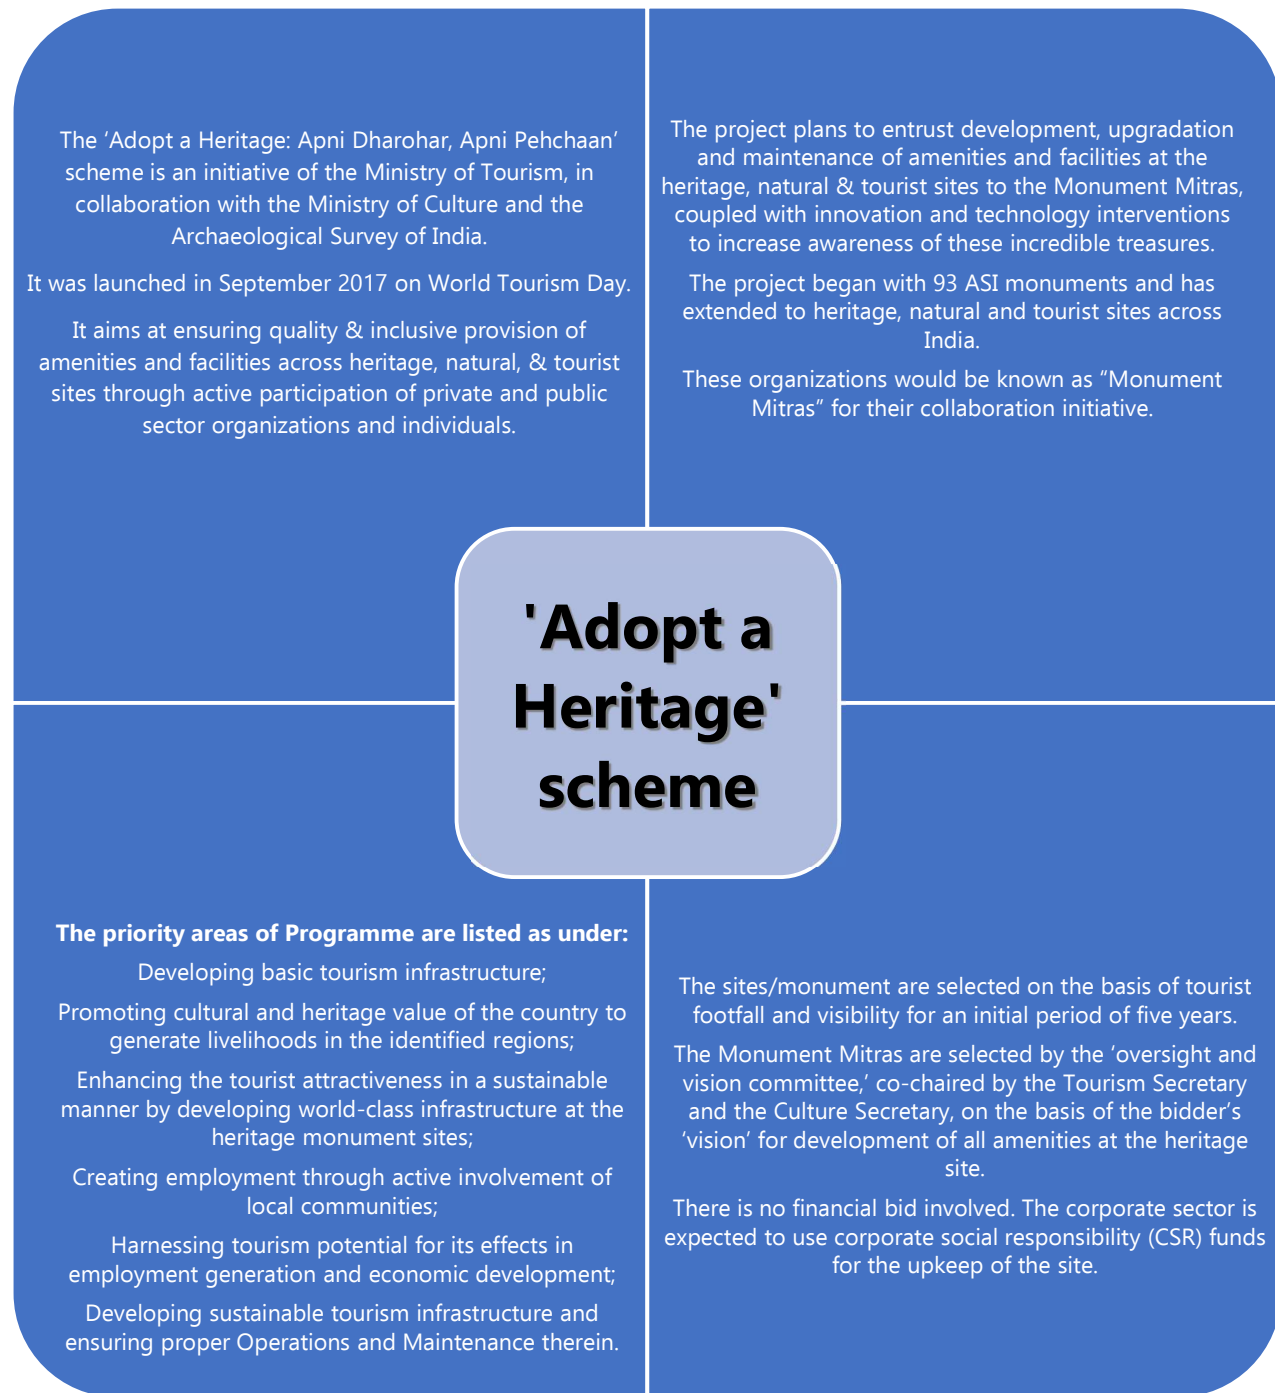 The ‘Adopt a Heritage: Apni Dharohar, Apni Pehchaan’
scheme is an initiative of the Ministry of Tourism, in
collaboration with the Ministry of Culture and the
Archaeological Survey of India.
It was launched in September 2017 on World Tourism Day.
It aims at ensuring quality & inclusive provision of
amenities and facilities across heritage, natural, & tourist
sites through active participation of private and public
sector organizations and individuals.
The project plans to entrust development, upgradation
and maintenance of amenities and facilities at the
heritage, natural & tourist sites to the Monument Mitras,
coupled with innovation and technology interventions
to increase awareness of these incredible treasures.
The project began with 93 ASI monuments and has
extended to heritage, natural and tourist sites across
India.
These organizations would be known as “Monument
Mitras” for their collaboration initiative.
'Adopt a
Heritage'
scheme
The priority areas of Programme are listed as under:
Developing basic tourism infrastructure;
Promoting cultural and heritage value of the country to
generate livelihoods in the identified regions;
Enhancing the tourist attractiveness in a sustainable
manner by developing world-class infrastructure at the
heritage monument sites;
Creating employment through active involvement of
local communities;
Harnessing tourism potential for its effects in
employment generation and economic development;
Developing sustainable tourism infrastructure and
ensuring proper Operations and Maintenance therein.
The sites/monument are selected on the basis of tourist
footfall and visibility for an initial period of five years.
The Monument Mitras are selected by the ‘oversight and
vision committee,’ co-chaired by the Tourism Secretary
and the Culture Secretary, on the basis of the bidder’s
‘vision’ for development of all amenities at the heritage
site.
There is no financial bid involved. The corporate sector is
expected to use corporate social responsibility (CSR) funds
for the upkeep of the site.